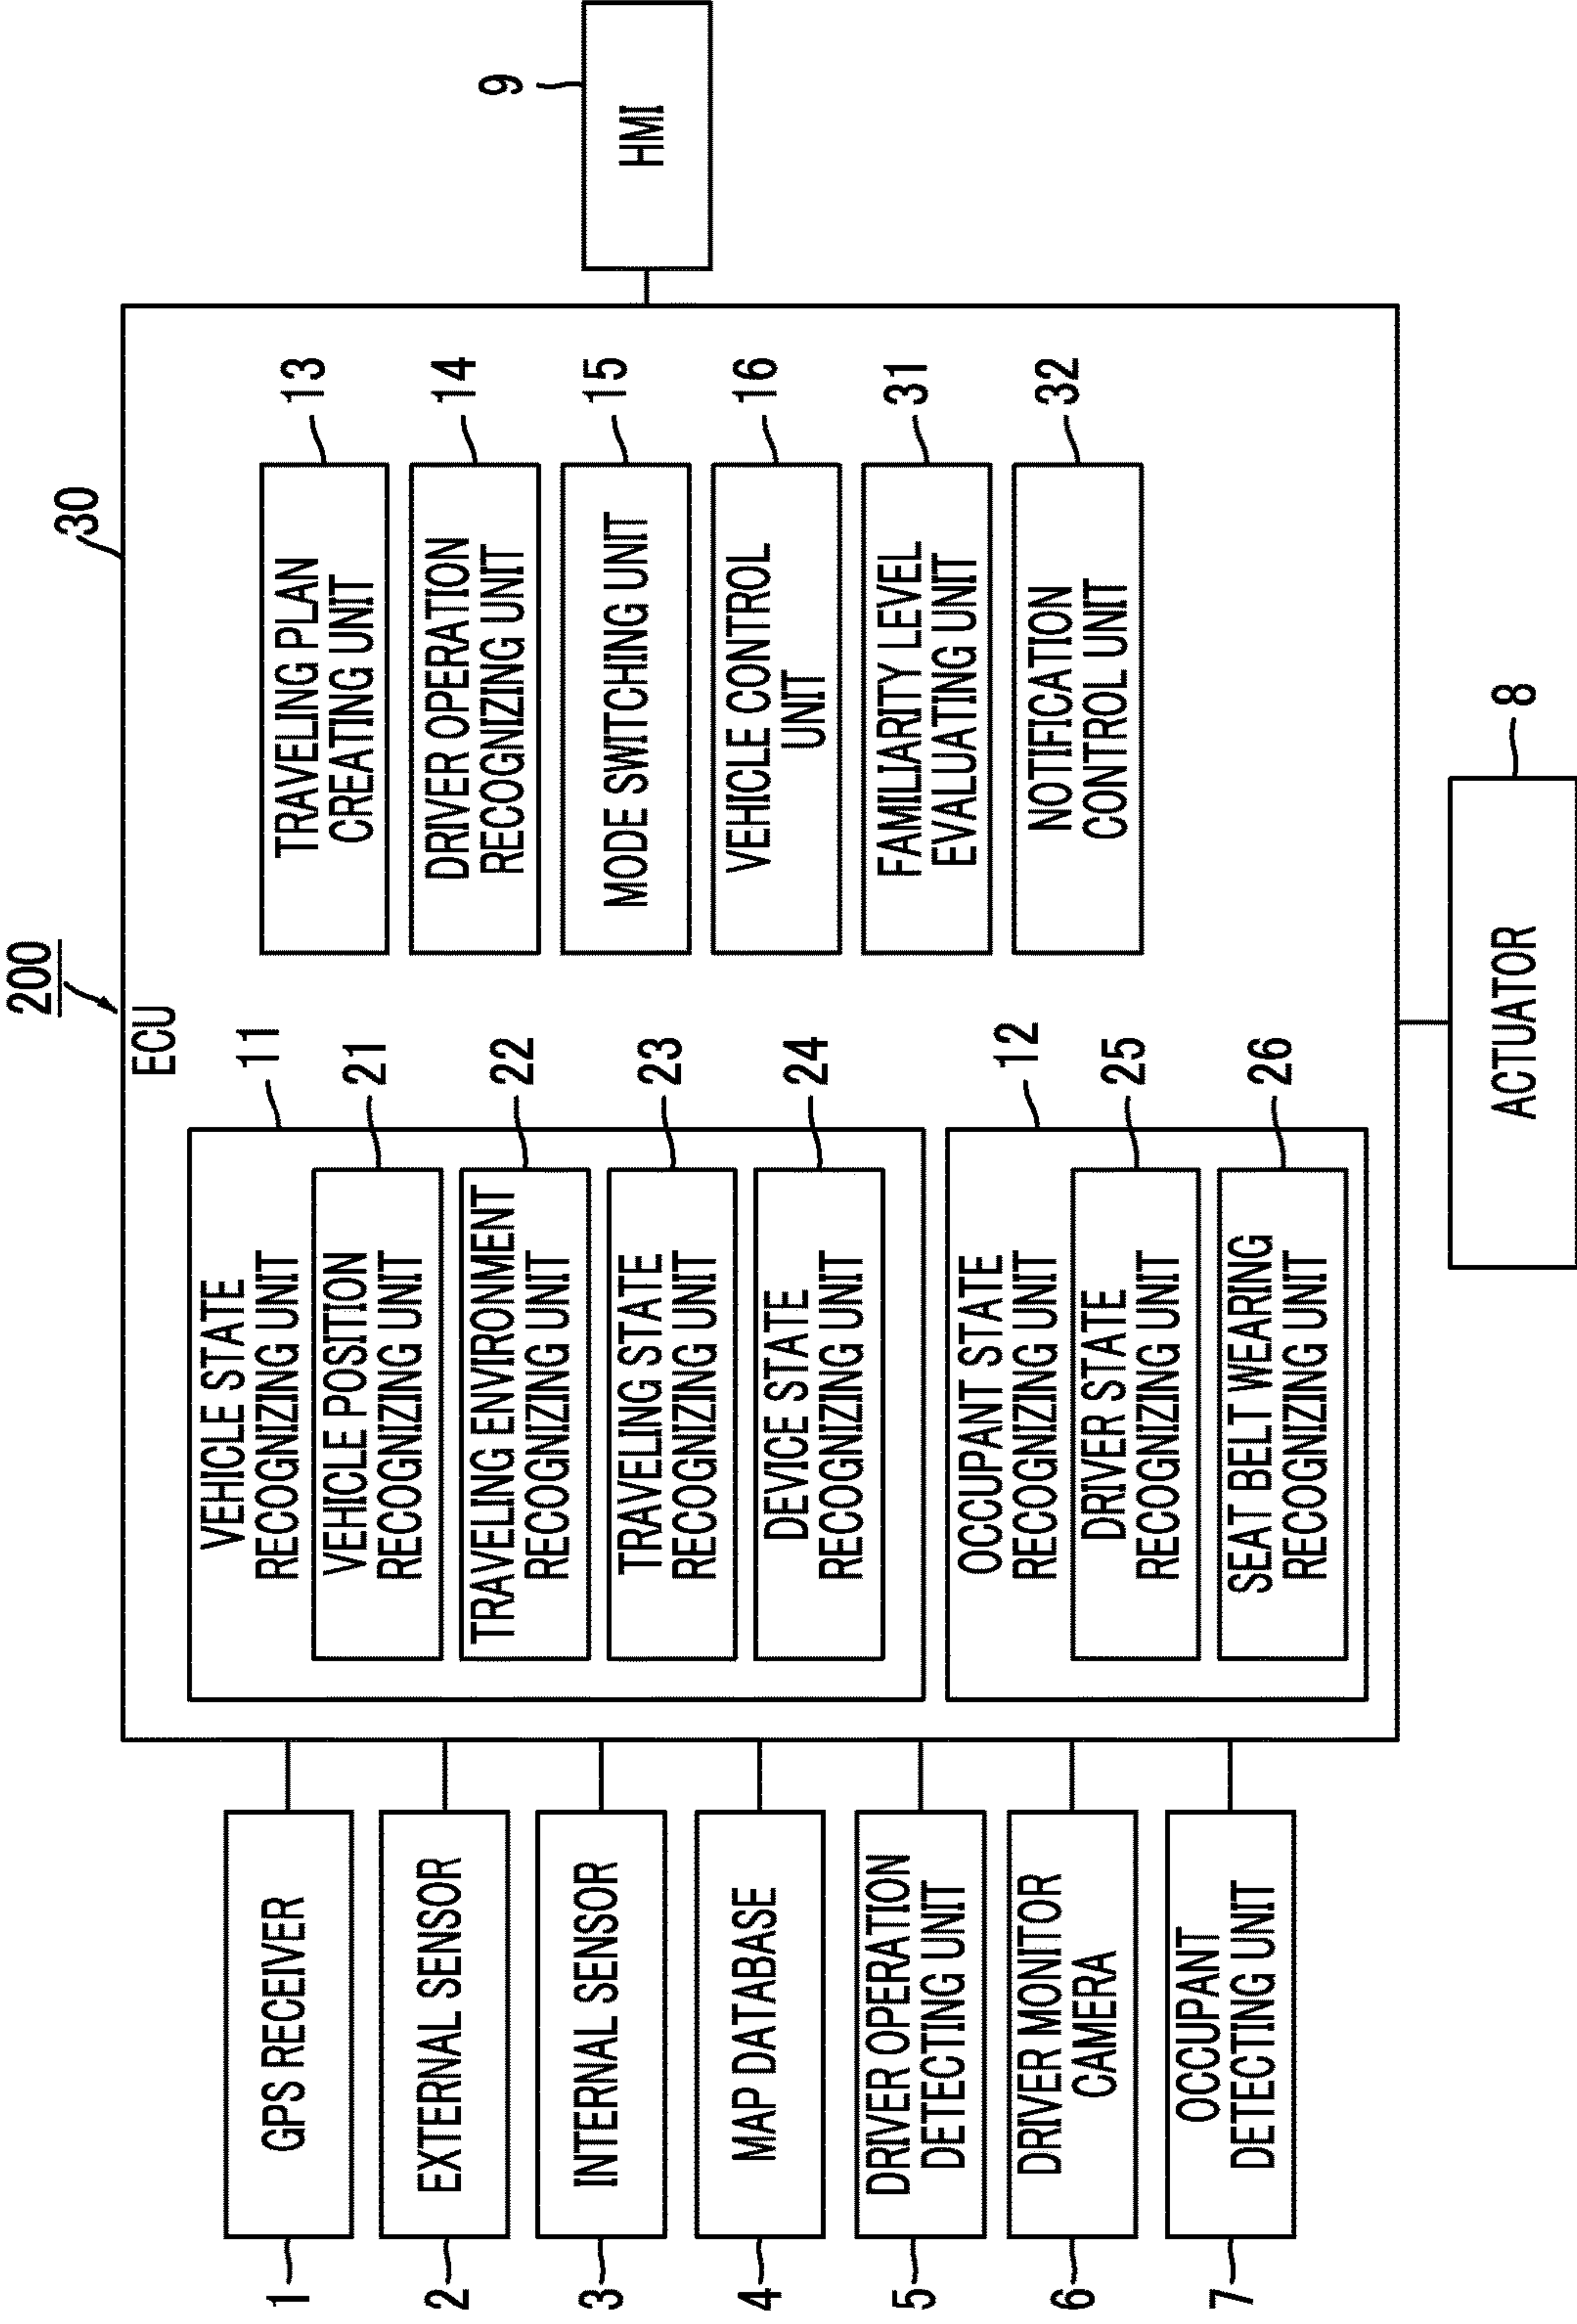 200
30
ECU
1
GPS RECEIVER
2
EXTERNAL SENSOR
3
INTERNAL SENSOR
4
MAP DATABASE
5
DRIVER OPERATION
DETECTING UNIT
6
DRIVER MONITOR
CAMERA
7
OCCUPANT
DETECTING UNIT
11
VEHICLE STATE
RECOGNIZING UNIT
21
VEHICLE POSITION
RECOGNIZING UNIT
22
TRAVELING ENVIRONMENT
RECOGNIZING UNIT
23
TRAVELING STATE
RECOGNIZING UNIT
24
DEVICE STATE
RECOGNIZING UNIT
12
OCCUPANT STATE
RECOGNIZING UNIT
25
DRIVER STATE
RECOGNIZING UNIT
26
SEAT BELT WEARING
RECOGNIZING UNIT
13
TRAVELING PLAN
CREATING UNIT
14
DRIVER OPERATION
RECOGNIZING UNIT
15
MODE SWITCHING UNIT
16
VEHICLE CONTROL
UNIT
31
FAMILIARITY LEVEL
EVALUATING UNIT
32
NOTIFICATION
CONTROL UNIT
9
HMI
8
ACTUATOR